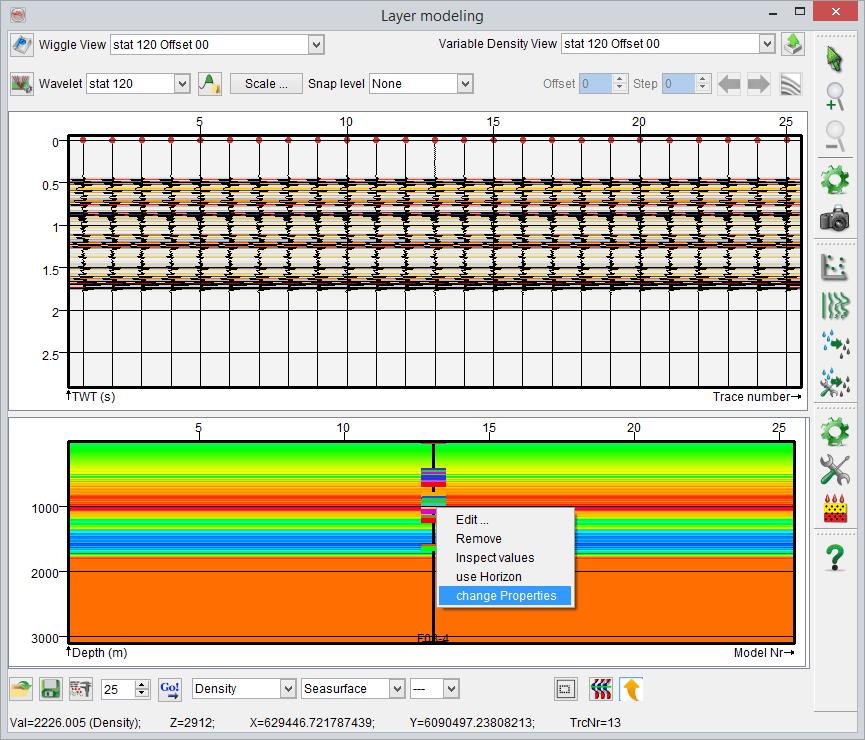 Layer modeling
Wiggle View stat 120 Offset 00 Variable Density View stat 120 Offset 00
Wavelet stat 120 Scale ... Snap level None Offset 0 Step 0
5 10 15 20 25
0
0.5
1
1.5
2
2.5
TWT (s) Trace number
5 10 15 20 25
1000
2000
3000
Edit ...
Remove
Inspect values
use Horizon
change Properties
F03-4
Depth (m) Model Nr
25 Go! Density Seasurface ---
Val=2226.005 (Density); Z=2912; X=629446.721787439; Y=6090497.23808213; TrcNr=13